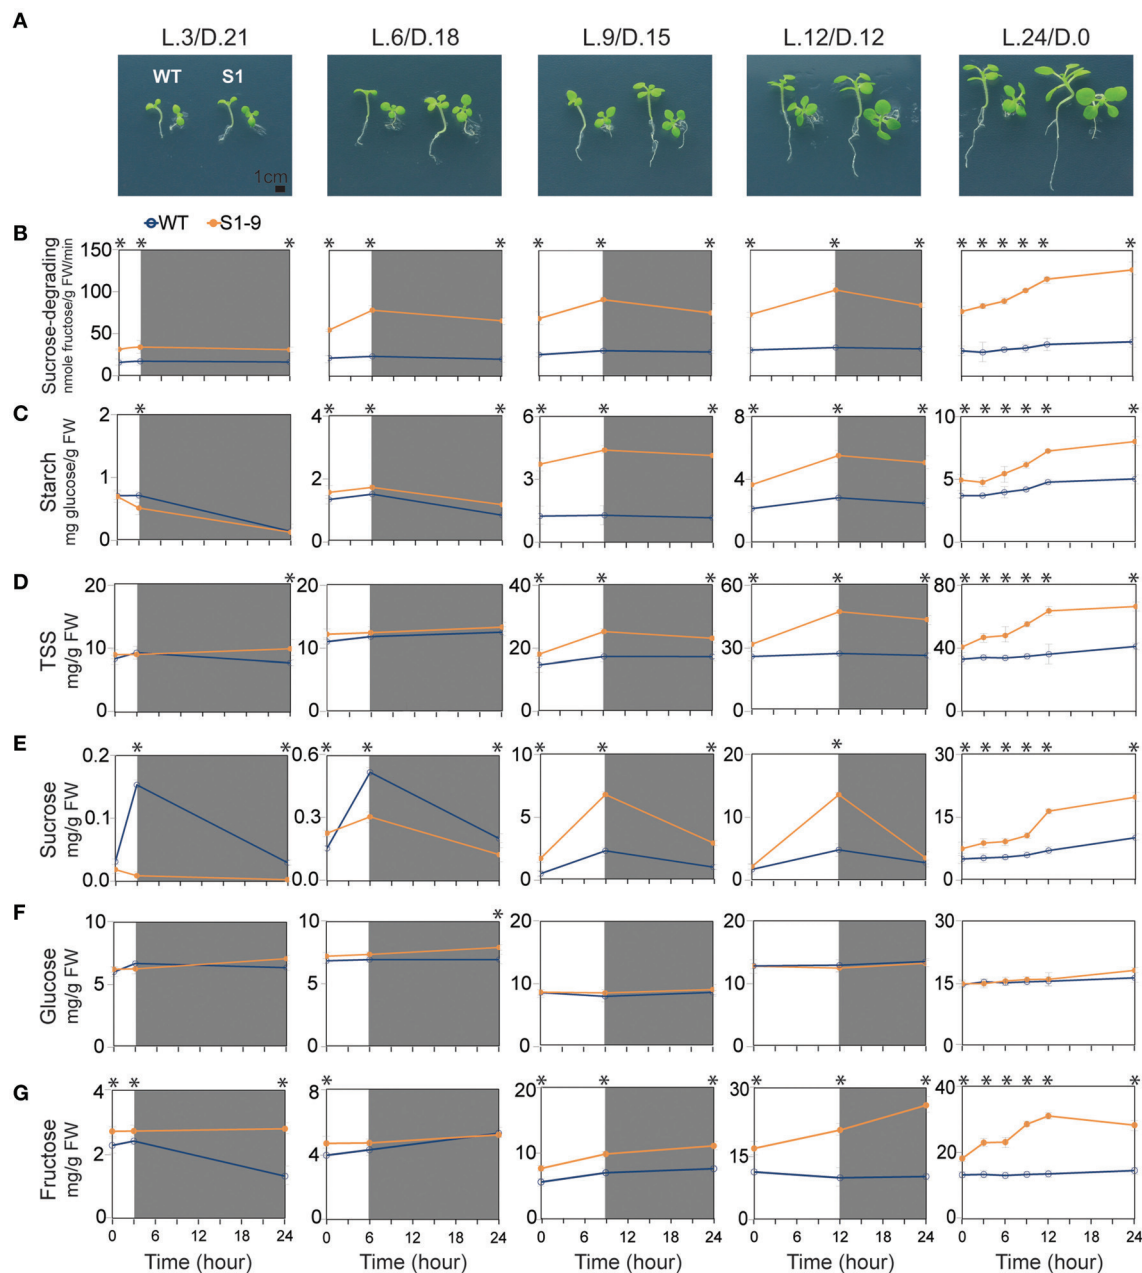 A
L.3/D.21 L.6/D.18 L.9/D.15 L.12/D.12 L.24/D.0
WT S1
1cm
WT S1-9
B
Sucrose-degrading
nmole fructose/g FW/min
* * * * * * * * * * * * * * * * * *
150
100
50
0
C
Starch
mg glucose/g FW
* * * * * * * * * * * * * * * *
2 4 6 8 10
1 2 3 4 5
0 0 0 0 0
D
TSS
mg/g FW
* * * * * * * * * * * * *
20 20 40 60 80
10 10 20 30 40
0 0 0 0 0
E
Sucrose
mg/g FW
* * * * * * * * * * * * * * *
0.2 0.6 10 20 30
0.1 0.3 5 10 15
0.0 0.0 0 0 0
F
Glucose
mg/g FW
*
10 10 20 20 30
5 5 10 10 15
0 0 0 0 0
G
Fructose
mg/g FW
* * * * * * * * * * * * * * * *
4 8 20 30 40
2 4 10 15 20
0 0 0 0 0
0 6 12 18 24 0 6 12 18 24 0 6 12 18 24 0 6 12 18 24 0 6 12 18 24
Time (hour) Time (hour) Time (hour) Time (hour) Time (hour)